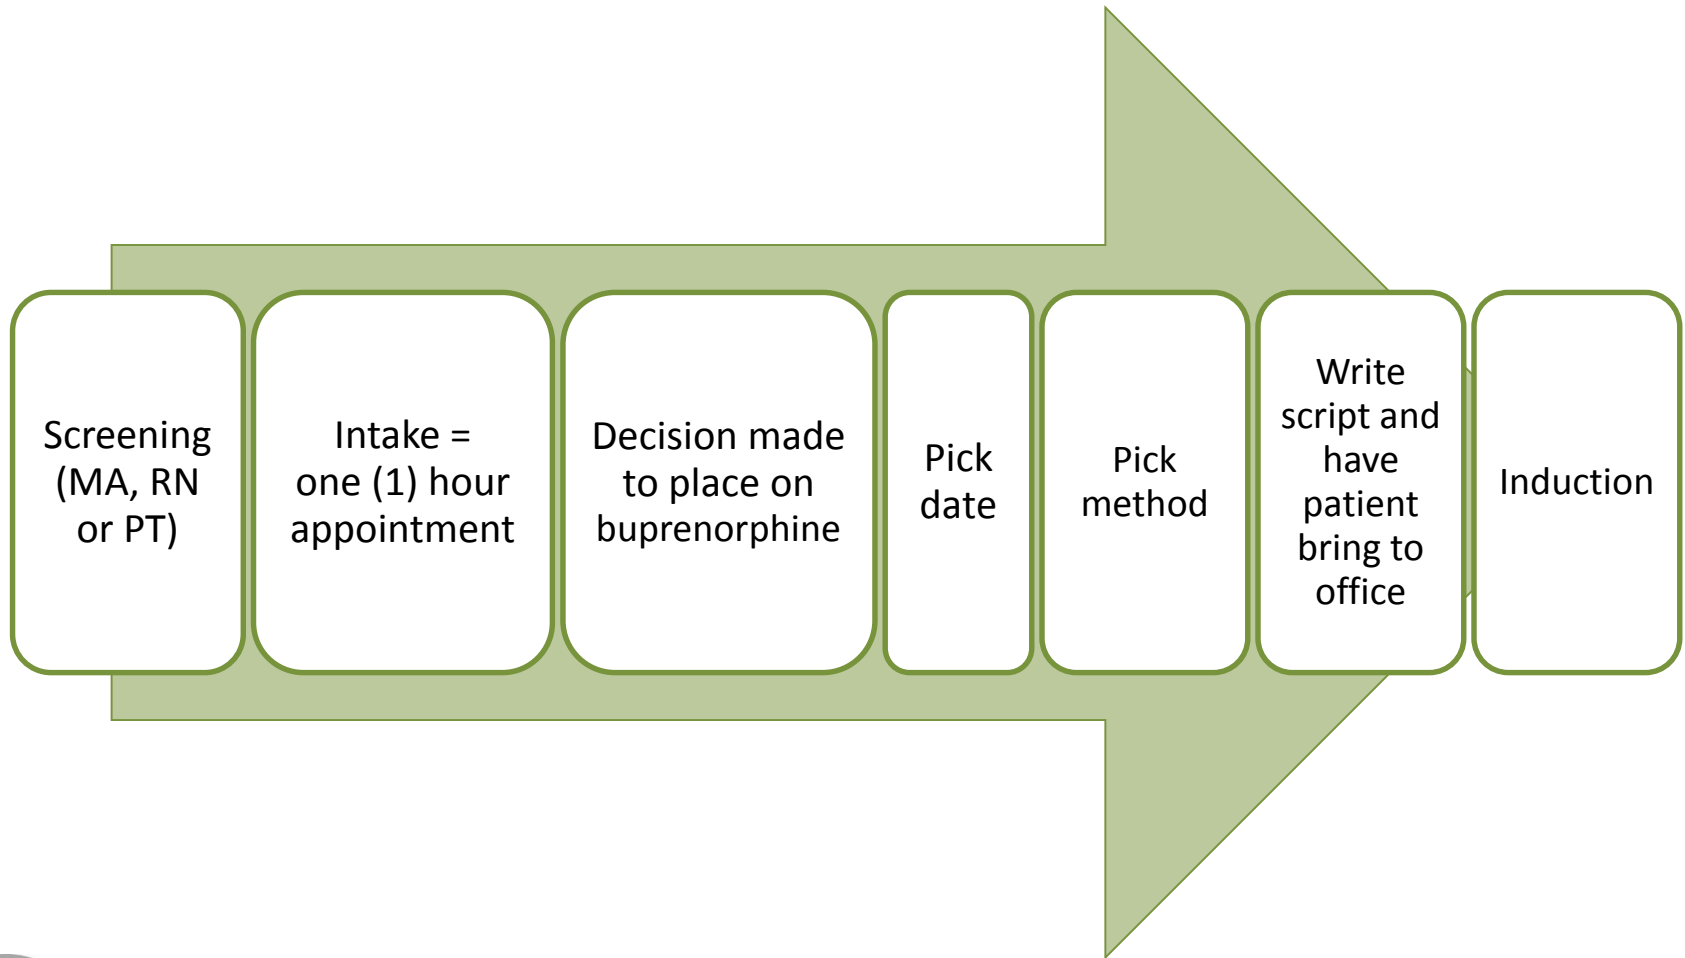 Screening
(MA, RN
or PT)
Intake =
one (1) hour
appointment
Decision made
to place on
buprenorphine
Pick
date
Pick
method
Write
script and
have
patient
bring to
office
Induction